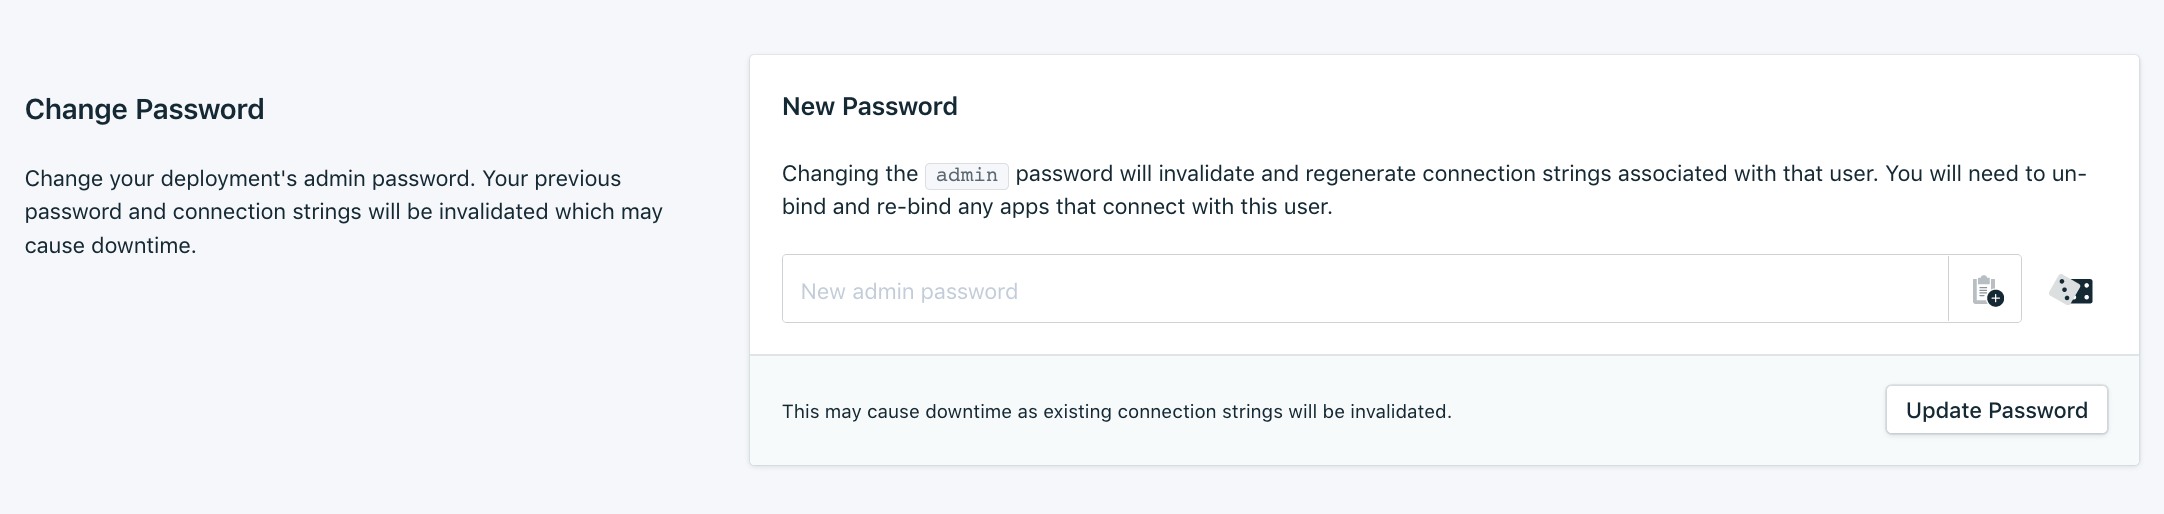 Change Password
Change your deployment's admin password. Your previous
password and connection strings will be invalidated which may
cause downtime.
New Password
Changing the admin password will invalidate and regenerate connection strings associated with that user. You will need to un-
bind and re-bind any apps that connect with this user.
New admin password
This may cause downtime as existing connection strings will be invalidated.
Update Password